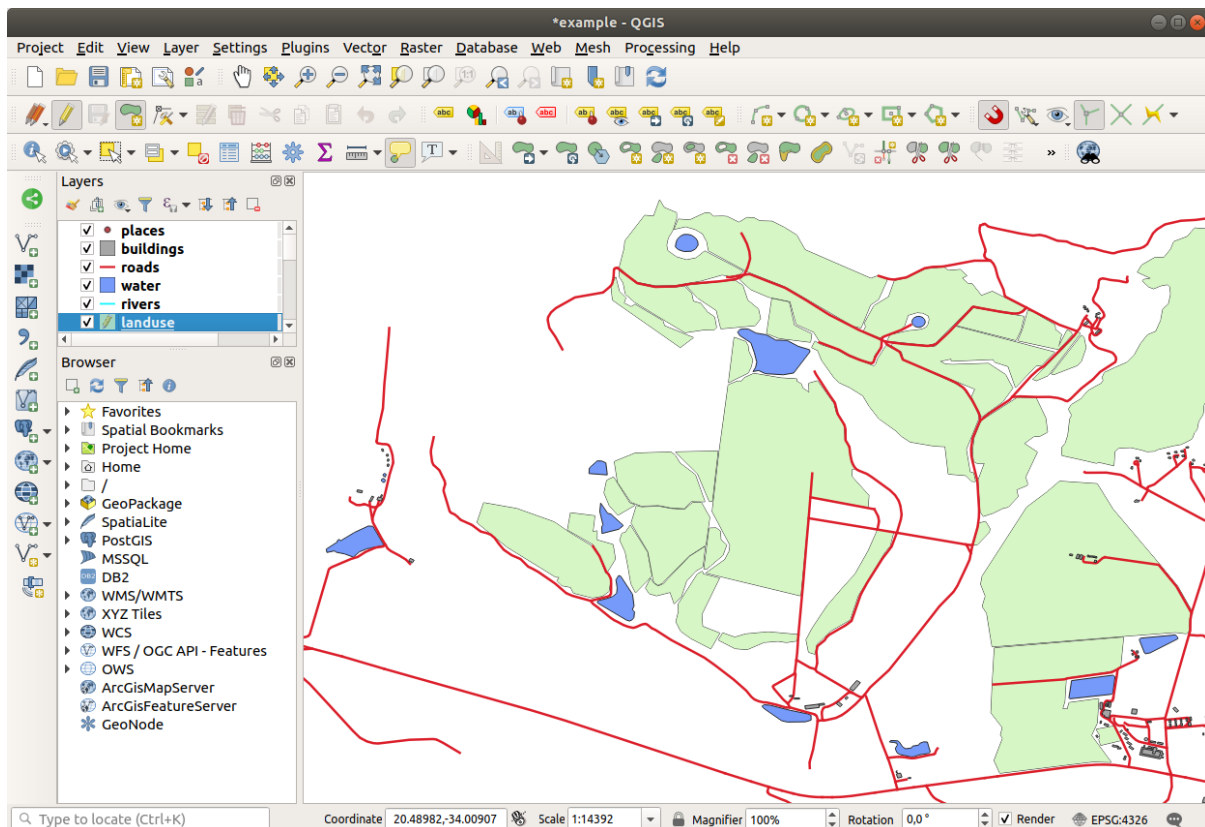 *example - QGIS
Project Edit View Layer Settings Plugins Vector Raster Database Web Mesh Processing Help
Layers
places
buildings
roads
water
rivers
landuse
Browser
Favorites
Spatial Bookmarks
Project Home
Home
/
GeoPackage
SpatiaLite
PostGIS
MSSQL
DB2
WMS/WMTS
XYZ Tiles
WCS
WFS / OGC API - Features
OWS
ArcGisMapServer
ArcGisFeatureServer
GeoNode
Type to locate (Ctrl+K) Coordinate 20.48982,-34.00907 Scale 1:14392 Magnifier 100% Rotation 0,0 ° Render EPSG:4326